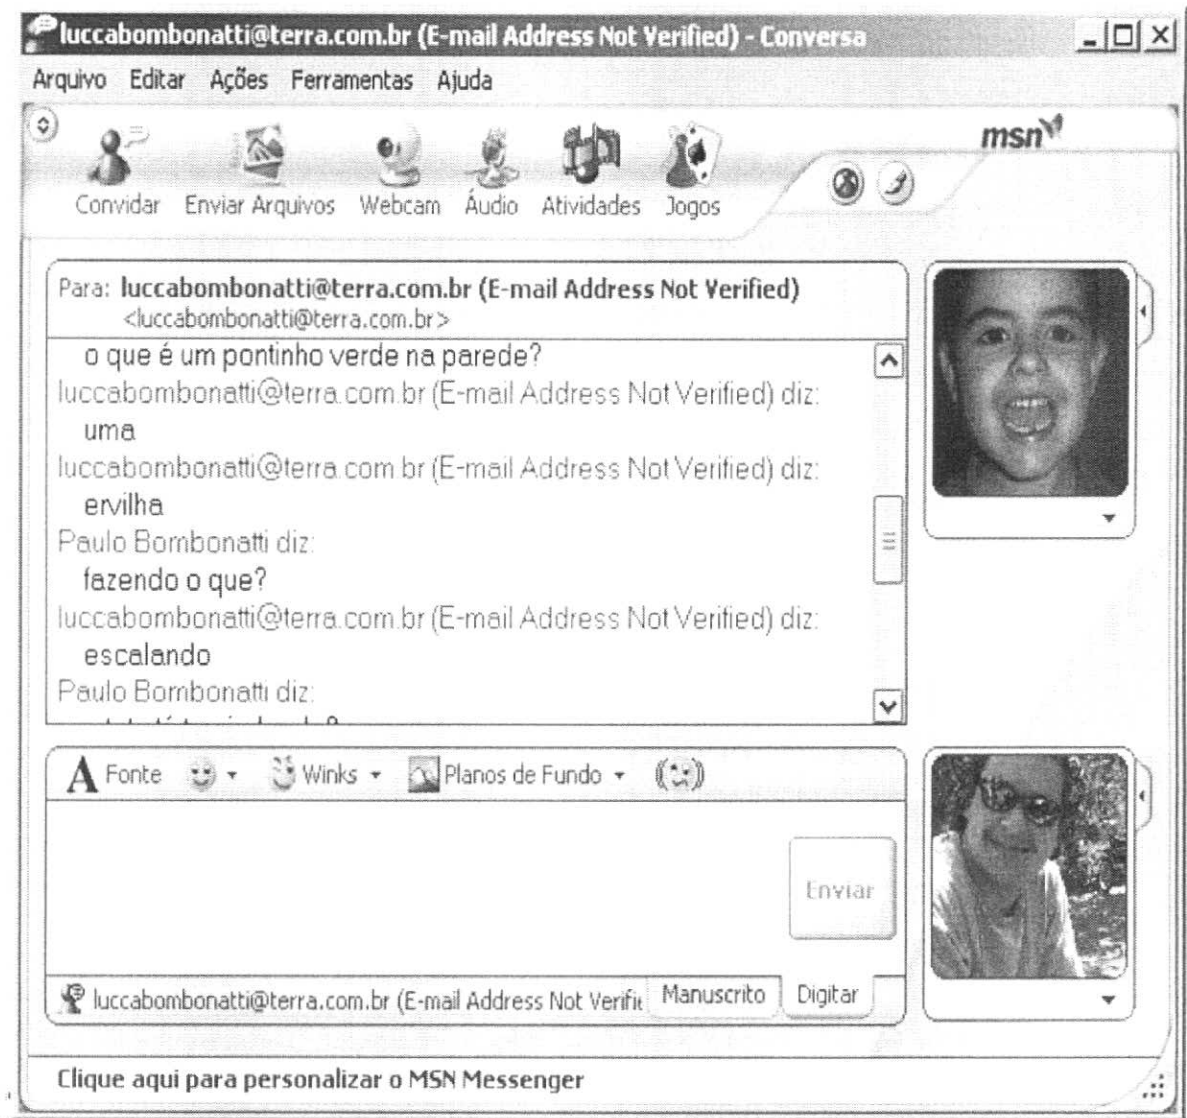 luccabombonatti@terra.com.br (E-mail Address Not Verified) - Conversa
Arquivo Editar Ações Ferramentas Ajuda
msn
Convidar Enviar Arquivos Webcam Áudio Atividades Jogos
Para: luccabombonatti@terra.com.br (E-mail Address Not Verified)
<luccabombonatti@terra.com.br>
o que é um pontinho verde na parede?
luccabombonatti@terra.com.br (E-mail Address Not Verified) diz:
uma
luccabombonatti@terra.com.br (E-mail Address Not Verified) diz:
ervilha
Paulo Bombonatti diz:
fazendo o que?
luccabombonatti@terra.com.br (E-mail Address Not Verified) diz:
escalando
Paulo Bombonatti diz:
A Fonte Winks Planos de Fundo
Enviar
luccabombonatti@terra.com.br (E-mail Address Not Verifi Manuscrito Digitar
Clique aqui para personalizar o MSN Messenger